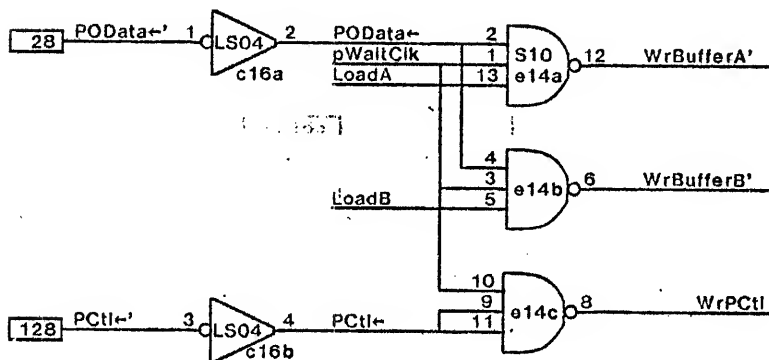 28 POData←' 1 LS04 2 POData← 2 S10 12 WrBufferA'
c16a pWaitClk 1
LoadA 13 e14a
4
3 e14b 6 WrBufferB'
LoadB 5
10
9 e14c 8 WrPCtl
128 PCtl←' 3 LS04 4 PCtl← 11
c16b